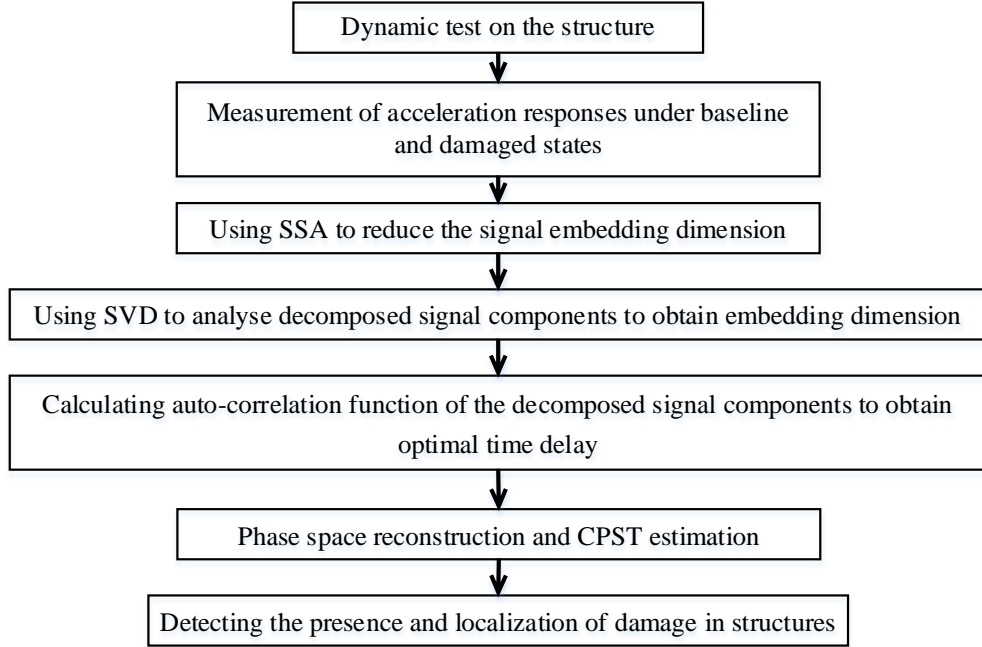 Dynamic test on the structure
Measurement of acceleration responses under baseline
and damaged states
Using SSA to reduce the signal embedding dimension
Using SVD to analyse decomposed signal components to obtain embedding dimension
Calculating auto-correlation function of the decomposed signal components to obtain
optimal time delay
Phase space reconstruction and CPST estimation
Detecting the presence and localization of damage in structures